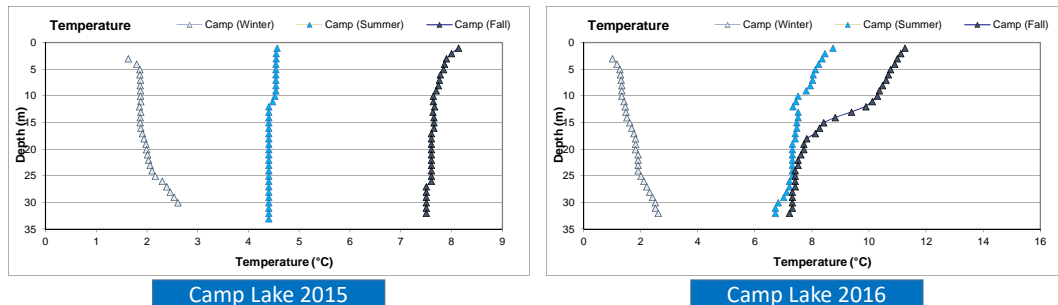 Temperature
Camp (Winter)
Camp (Summer)
Camp (Fall)
0
5
10
15
20
25
30
35
Depth (m)
0
1
2
3
4
5
6
7
8
9
Temperature (°C)
Camp Lake 2015
Temperature
Camp (Winter)
Camp (Summer)
Camp (Fall)
0
5
10
15
20
25
30
35
Depth (m)
0
2
4
6
8
10
12
14
16
Temperature (°C)
Camp Lake 2016